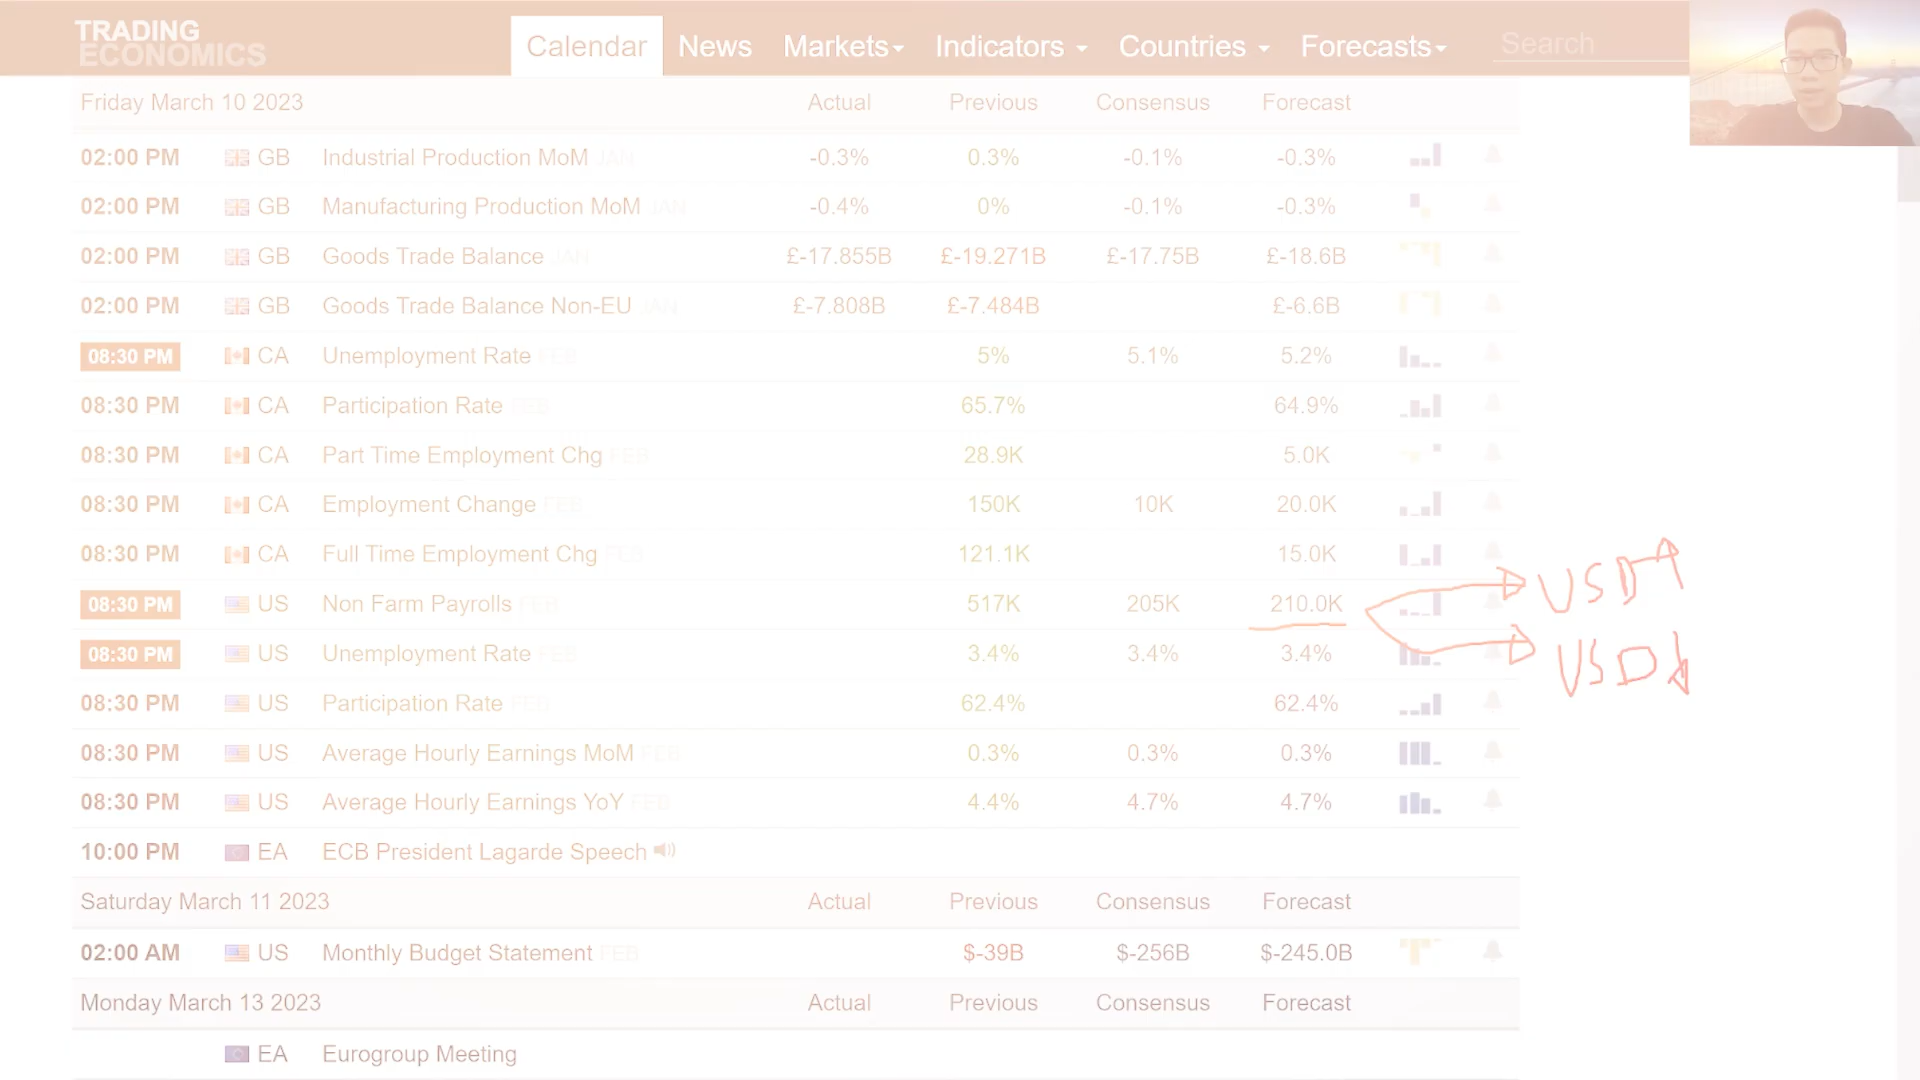 TRADING
ECONOMICS
Calendar News Markets Indicators Countries Forecasts Search
Friday March 10 2023 Actual Previous Consensus Forecast
02:00 PM GB Industrial Production MoM JAN -0.3% 0.3% -0.1% -0.3%
02:00 PM GB Manufacturing Production MoM JAN -0.4% 0% -0.1% -0.3%
02:00 PM GB Goods Trade Balance JAN £-17.855B £-19.271B £-17.75B £-18.6B
02:00 PM GB Goods Trade Balance Non-EU JAN £-7.808B £-7.484B £-6.6B
08:30 PM CA Unemployment Rate FEB 5% 5.1% 5.2%
08:30 PM CA Participation Rate FEB 65.7% 64.9%
08:30 PM CA Part Time Employment Chg FEB 28.9K 5.0K
08:30 PM CA Employment Change FEB 150K 10K 20.0K
08:30 PM CA Full Time Employment Chg FEB 121.1K 15.0K
08:30 PM US Non Farm Payrolls FEB 517K 205K 210.0K USD
08:30 PM US Unemployment Rate FEB 3.4% 3.4% 3.4% USD
08:30 PM US Participation Rate FEB 62.4% 62.4%
08:30 PM US Average Hourly Earnings MoM FEB 0.3% 0.3% 0.3%
08:30 PM US Average Hourly Earnings YoY FEB 4.4% 4.7% 4.7%
10:00 PM EA ECB President Lagarde Speech
Saturday March 11 2023 Actual Previous Consensus Forecast
02:00 AM US Monthly Budget Statement FEB $-39B $-256B $-245.0B
Monday March 13 2023 Actual Previous Consensus Forecast
EA Eurogroup Meeting